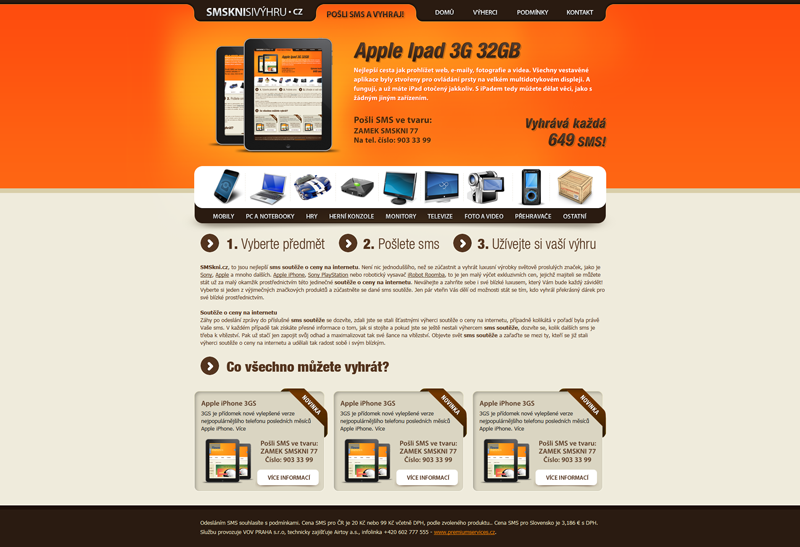 SMSKNISIVÝHRU • CZ
POŠLI SMS A VYHRAJ!
DOMŮ VÝHERCI PODMÍNKY KONTAKT
Apple Ipad 3G 32GB
Nejlepší cesta jak prohlížet web, e-maily, fotografie a videa. Všechny vestavěné
aplikace byly stvořeny pro ovládání prsty na velkém multidotykovém displeji. A
fungují, a už máte iPad otočený jakkoliv. S iPadem tedy můžete dělat věci, jako s
žádným jiným zařízením.
Pošli SMS ve tvaru:
ZAMEK SMSKNI 77
Na tel. číslo: 903 33 99
Vyhrává každá
649 SMS!
MOBILY PC A NOTEBOOKY HRY HERNÍ KONZOLE MONITORY TELEVIZE FOTO A VIDEO PŘEHRAVAČE OSTATNÍ
1. Vyberte předmět 2. Pošlete sms 3. Užívejte si vaší výhru
SMSkni.cz, to jsou nejlepší sms soutěže o ceny na internetu. Není nic jednoduššího, než se zúčastnit a vyhrát luxusní výrobky světově proslulých značek, jako je
Sony, Apple a mnoho dalších. Apple iPhone, Sony PlayStation nebo robotický vysavač iRobot Roomba, to je jen malý výčet exkluzivních cen, jejichž majiteli se můžete
stát už za malý okamžik prostřednictvím této jedinečné soutěže o ceny na internetu. Neváhejte a zahrňte sebe i své blízké luxusem, který Vám bude každý závidět!
Vyberte si jeden z výjimečných značkových produktů a zúčastněte se dané sms soutěže. Jen pár vteřin Vás dělí od možnosti stát se tím, kdo vyhrál překrásný dárek pro
své blízké prostřednictvím.
Soutěže o ceny na internetu
Záhy po odeslání zprávy do příslušné sms soutěže se dozvíte, zdali jste se stali šťastnými výherci soutěže o ceny na internetu, případně kolikátá v pořadí byla právě
Vaše sms. V každém případě tak získáte přesné informace o tom, jak si stojíte a pokud jste se ještě nestali výhercem sms soutěže, dozvíte se, kolik dalších sms je
třeba k vítězství. Pak už stačí jen zapojit svůj odhad a maximalizovat tak své šance na vítězství. Objevte svět sms soutěže a zařaďte se mezi ty, kteří se již stali
výherci soutěže o ceny na internetu a udělali tak radost sobě i svým blízkým.
Co všechno můžete vyhrát?
Apple iPhone 3GS NOVINKA
3GS je přídomek nové vylepšené verze
nejpopulárnějšího telefonu posledních měsíců
Apple iPhone. Více
Pošli SMS ve tvaru:
ZAMEK SMSKNI 77
Číslo: 903 33 99
VÍCE INFORMACÍ
Apple iPhone 3GS NOVINKA
3GS je přídomek nové vylepšené verze
nejpopulárnějšího telefonu posledních měsíců
Apple iPhone. Více
Pošli SMS ve tvaru:
ZAMEK SMSKNI 77
Číslo: 903 33 99
VÍCE INFORMACÍ
Apple iPhone 3GS NOVINKA
3GS je přídomek nové vylepšené verze
nejpopulárnějšího telefonu posledních měsíců
Apple iPhone. Více
Pošli SMS ve tvaru:
ZAMEK SMSKNI 77
Číslo: 903 33 99
VÍCE INFORMACÍ
Odesláním SMS souhlasíte s podmínkami. Cena SMS pro ČR je 20 Kč nebo 99 Kč včetně DPH, podle zvoleného produktu.. Cena SMS pro Slovensko je 3,186 € s DPH.
Službu provozuje VOV PRAHA s.r.o, technicky zajišťuje Airtoy a.s., infolinka +420 602 777 555 - www.premiumservices.cz.